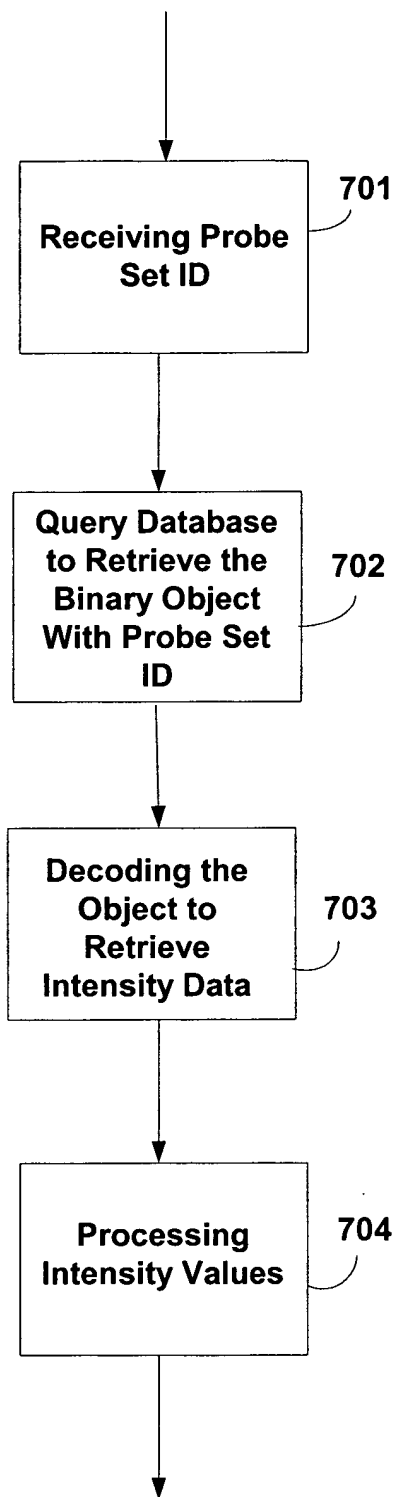 701
Receiving Probe
Set ID
Query Database
to Retrieve the
Binary Object
With Probe Set
ID
702
Decoding the
Object to
Retrieve
Intensity Data
703
Processing
Intensity Values
704